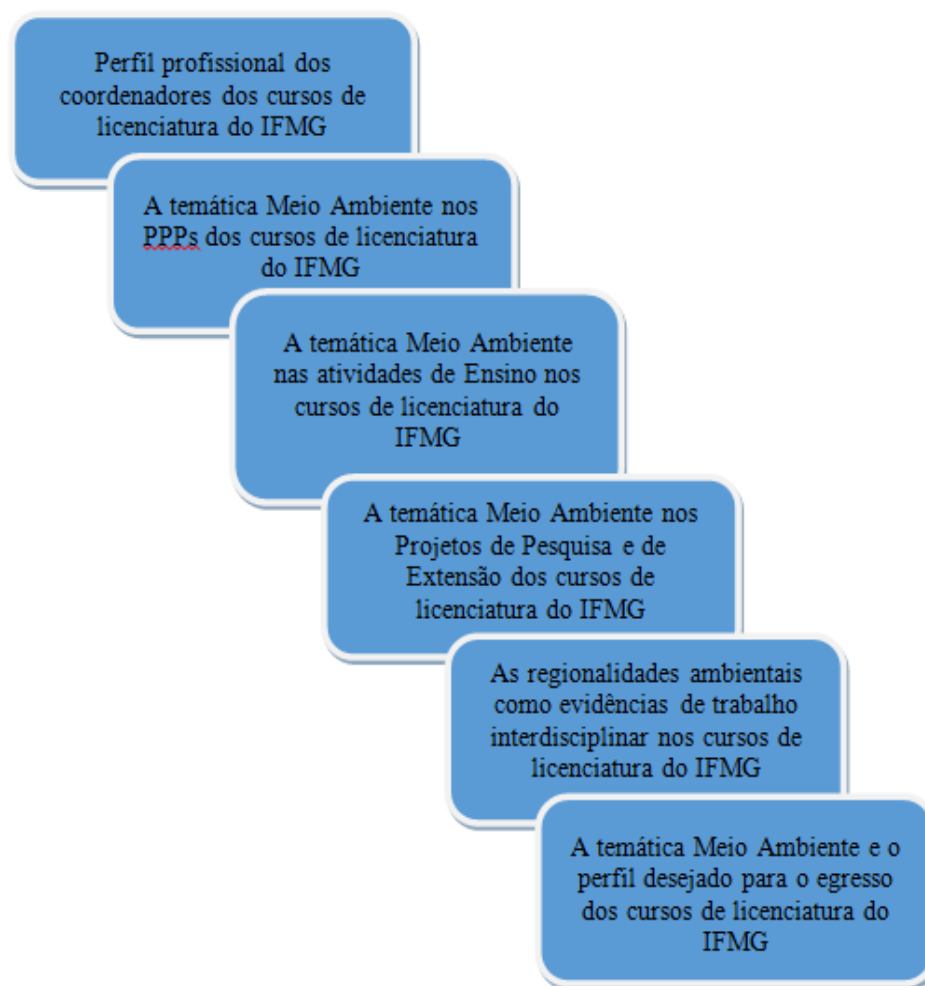 Perfil profissional dos
coordenadores dos cursos de
licenciatura do IFMG
A temática Meio Ambiente nos
PPPs dos cursos de licenciatura
do IFMG
A temática Meio Ambiente
nas atividades de Ensino nos
cursos de licenciatura do
IFMG
A temática Meio Ambiente nos
Projetos de Pesquisa e de
Extensão dos cursos de
licenciatura do IFMG
As regionalidades ambientais
como evidências de trabalho
interdisciplinar nos cursos de
licenciatura do IFMG
A temática Meio Ambiente e o
perfil desejado para o egresso
dos cursos de licenciatura do
IFMG